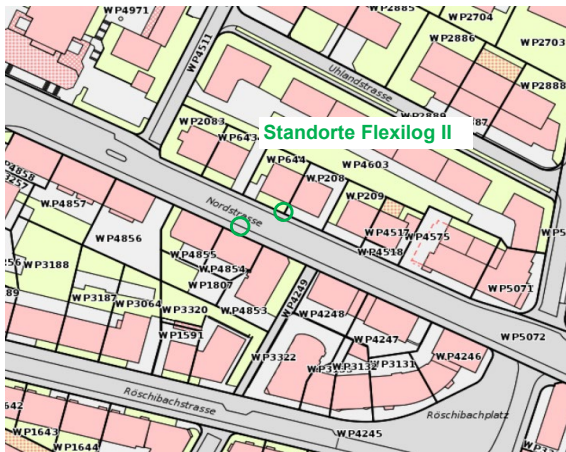 WP4971
WP2885
WP2704
WP2886
WP2703
WP4511
Uhlandstrasse
WP2888
WP2083
WP643
Standorte Flexilog II
WP644
WP4603
WP4858
WP208
WP4857
Nordstrasse
WP209
WP4856
WP4517
WP4575
WP4518
WP3188
WP4855
WP4854
WP4249
WP1807
WP5071
WP3187
WP3064
WP3320
WP4853
WP4248
WP1591
WP4247
WP5072
WP3322
WP3132
WP3131
WP4246
Röschibachstrasse
Röschibachplatz
WP1643
WP4245
WP1644